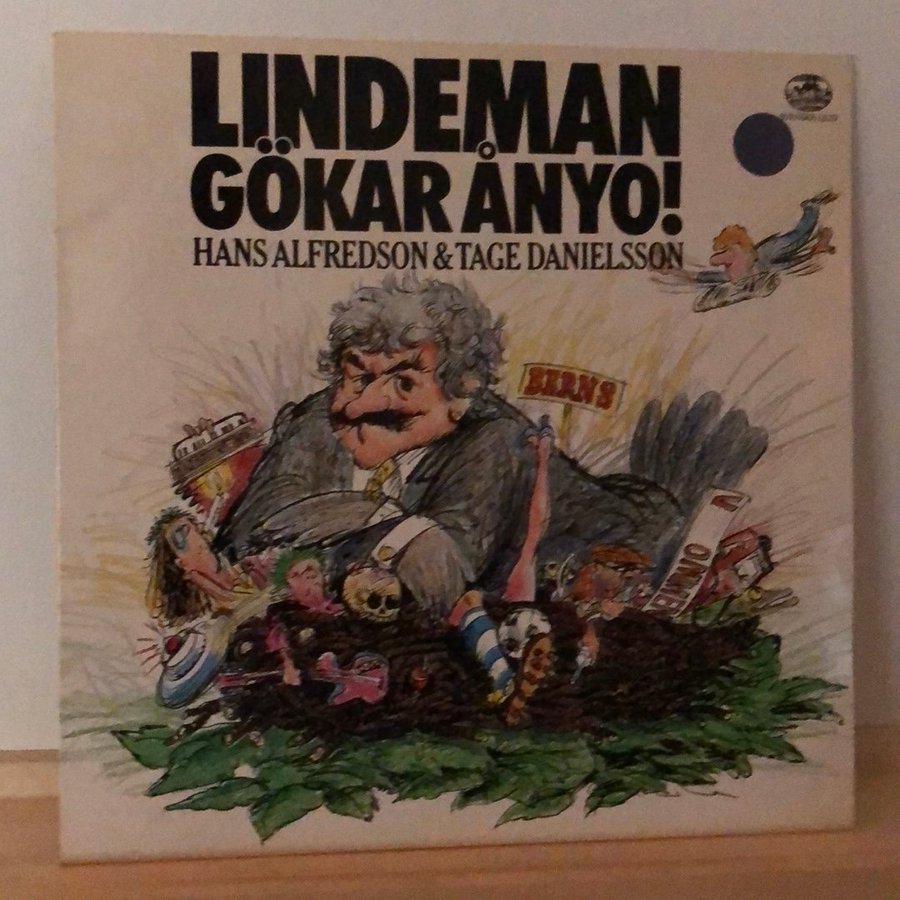 LINDEMAN
GÖKAR ÅNYO!
HANS ALFREDSON & TAGE DANIELSSON
BERNS